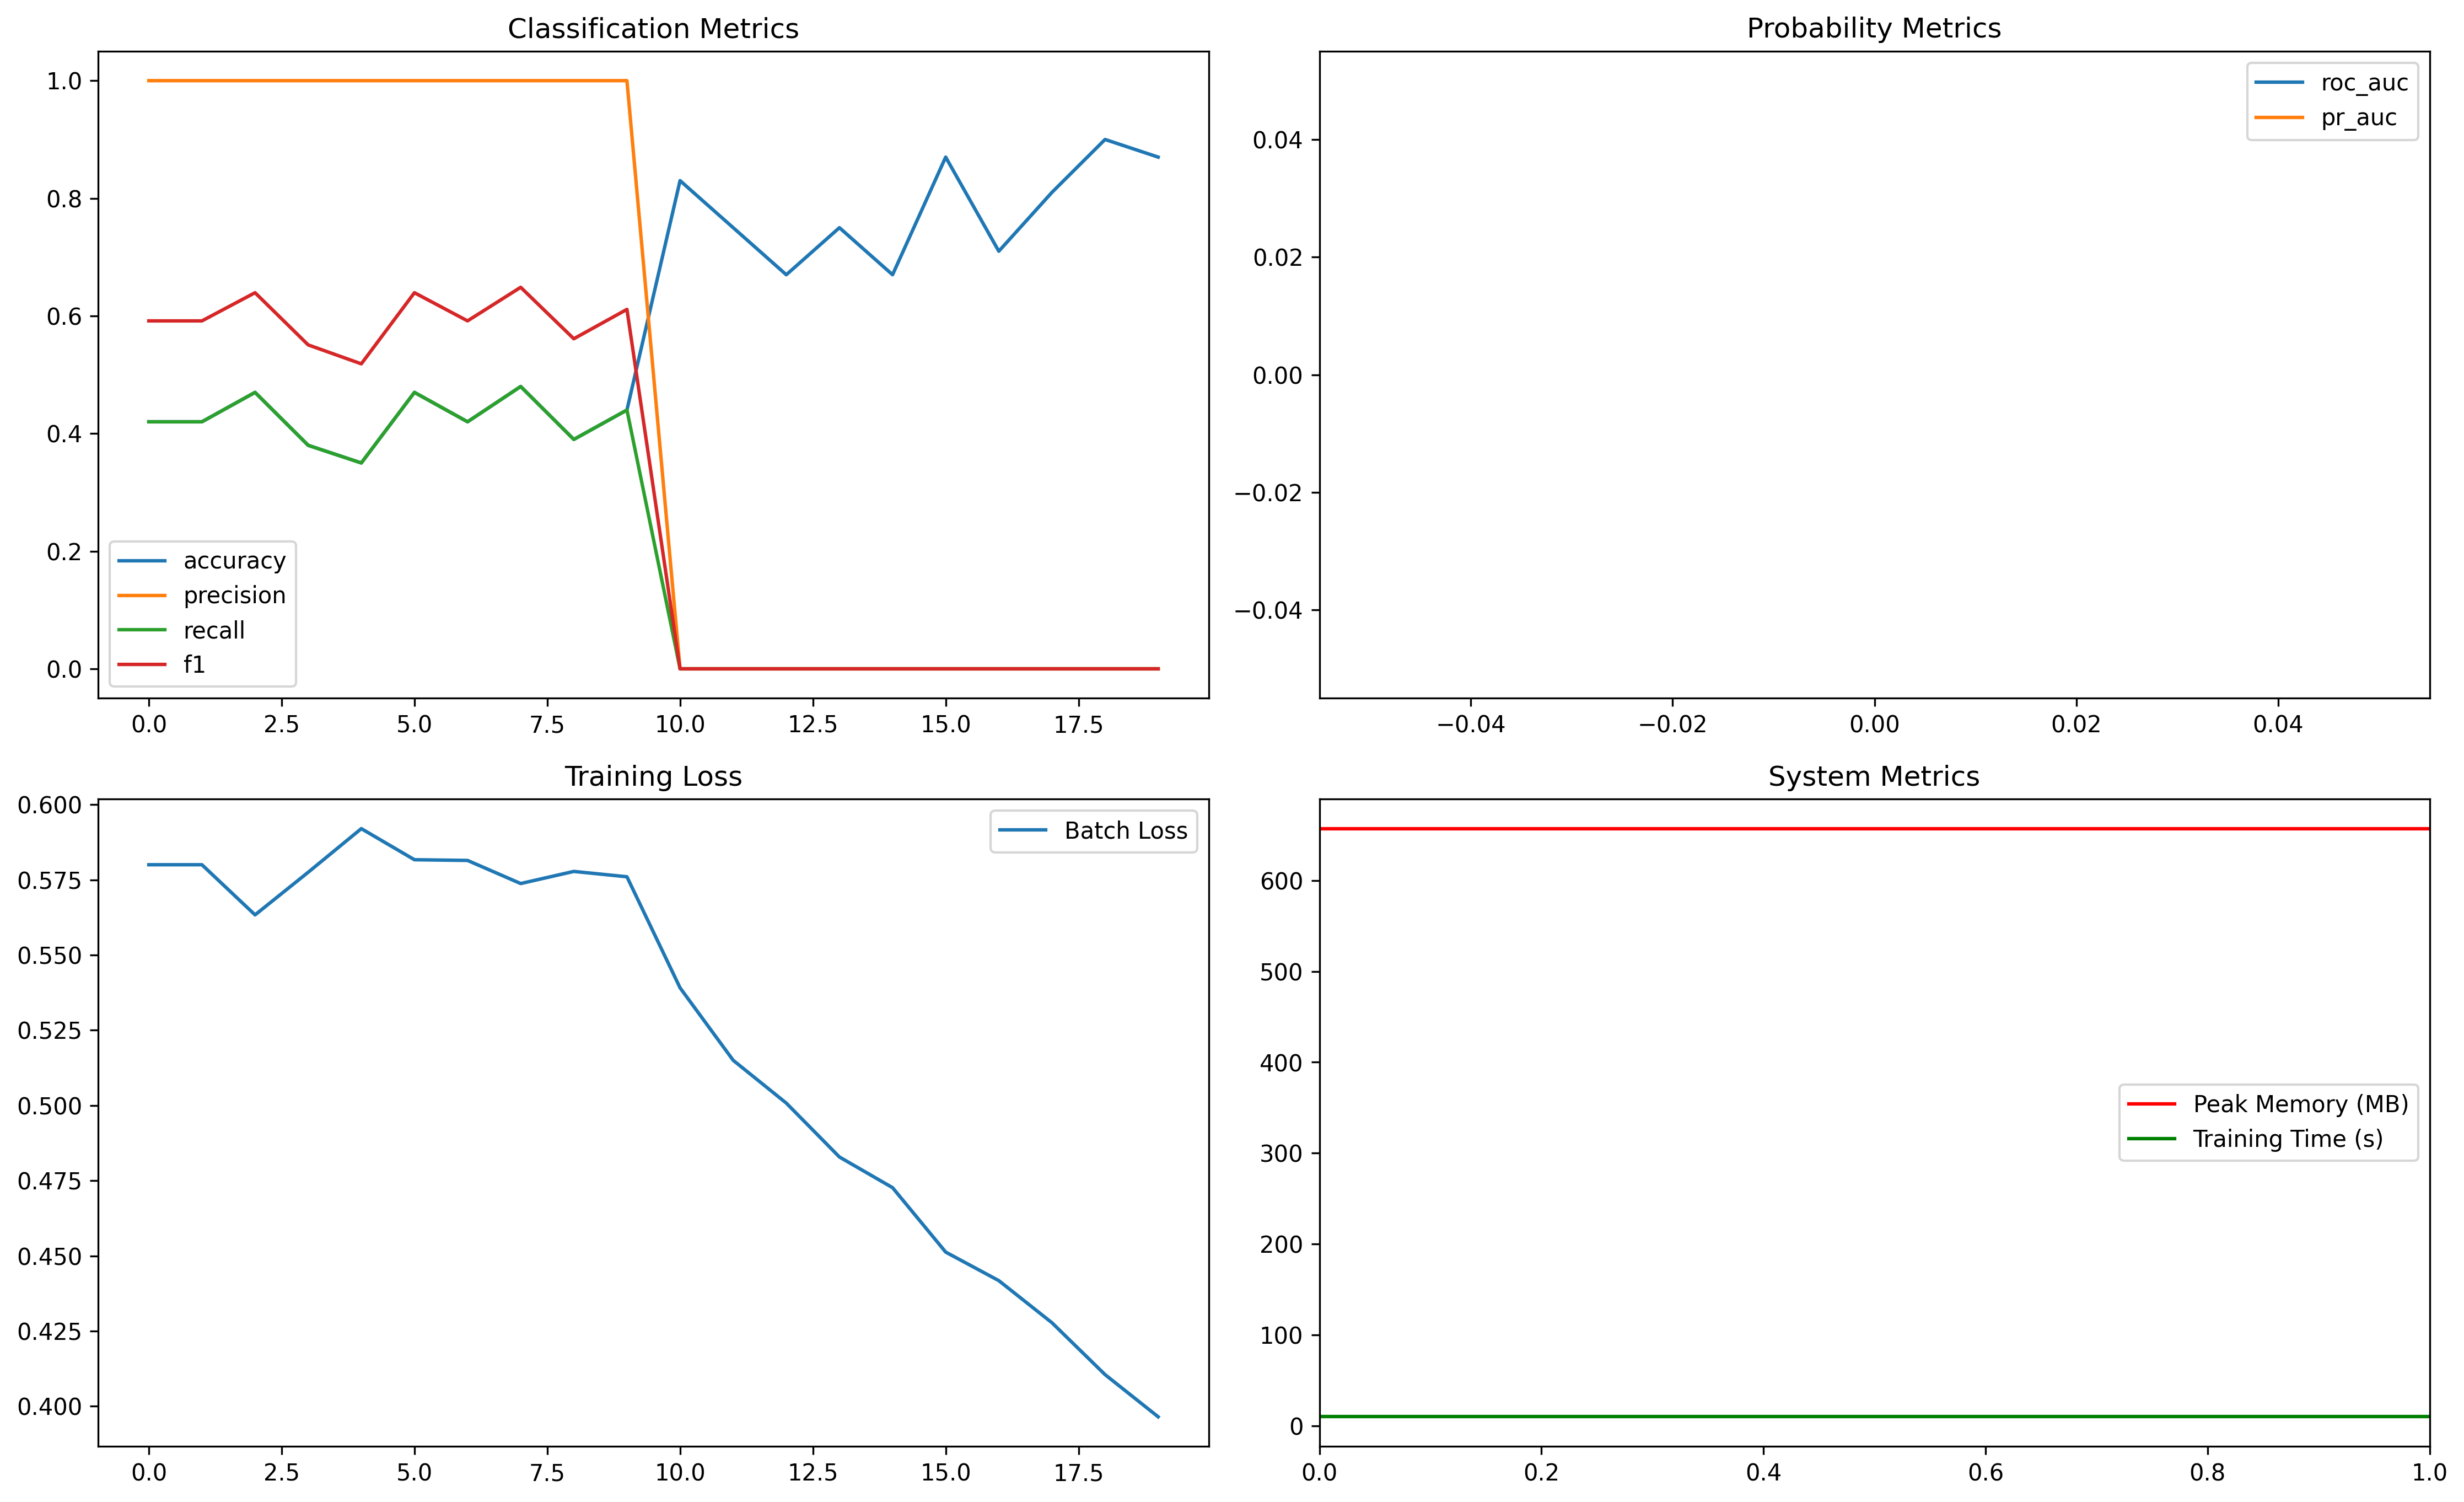 Classification Metrics
1.0
0.8
0.6
0.4
0.2
0.0
accuracy
precision
recall
f1
0.0 2.5 5.0 7.5 10.0 12.5 15.0 17.5
Probability Metrics
roc_auc
pr_auc
0.04
0.02
0.00
−0.02
−0.04
−0.04 −0.02 0.00 0.02 0.04
Training Loss
Batch Loss
0.600
0.575
0.550
0.525
0.500
0.475
0.450
0.425
0.400
0.0 2.5 5.0 7.5 10.0 12.5 15.0 17.5
System Metrics
600
500
400
300
200
100
0
Peak Memory (MB)
Training Time (s)
0.0 0.2 0.4 0.6 0.8 1.0